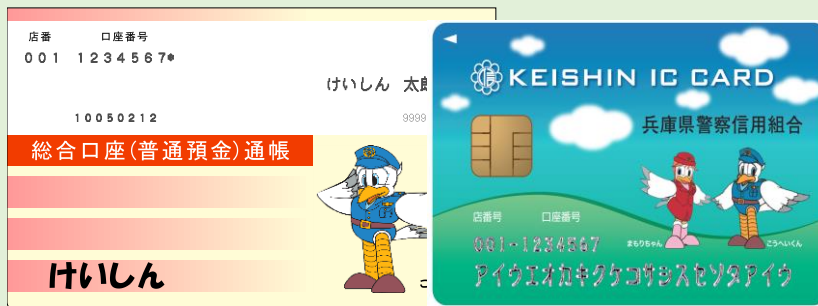 店番 口座番号
001 1234567*
けいしん 太郎
10050212
9999
総合口座(普通預金)通帳
けいしん
KEISHIN IC CARD
兵庫県警察信用組合
店番号 口座番号
001-1234567
まもりちゃん
こうへいくん
アイウエオカキクケコサシスセソタアイウ